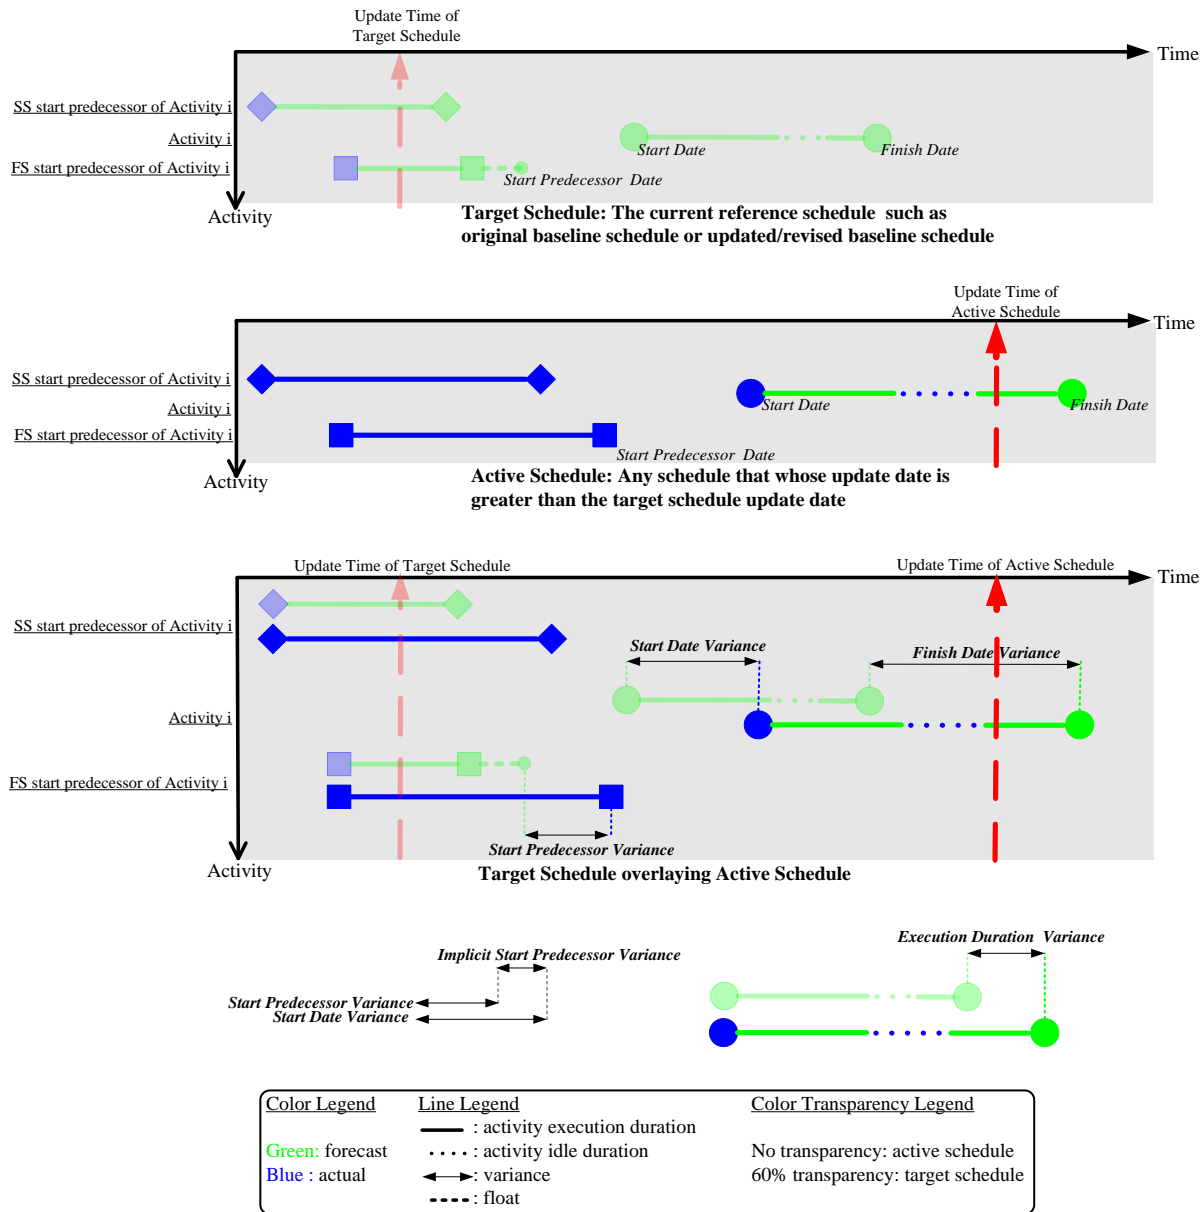 Update Time of
Target Schedule
Time
SS start predecessor of Activity i
Activity i
Start Date
Finish Date
FS start predecessor of Activity i
Start Predecessor Date
Activity
Target Schedule: The current reference schedule such as
original baseline schedule or updated/revised baseline schedule
Update Time of
Active Schedule
Time
SS start predecessor of Activity i
Activity i
Start Date
Finsih Date
FS start predecessor of Activity i
Start Predecessor Date
Activity
Active Schedule: Any schedule that whose update date is
greater than the target schedule update date
Update Time of Target Schedule
Update Time of Active Schedule
Time
SS start predecessor of Activity i
Start Date Variance
Finish Date Variance
Activity i
FS start predecessor of Activity i
Start Predecessor Variance
Activity
Target Schedule overlaying Active Schedule
Implicit Start Predecessor Variance
Execution Duration Variance
Start Predecessor Variance
Start Date Variance
Color Legend
Green: forecast
Blue : actual
Line Legend
: activity execution duration
: activity idle duration
: variance
: float
Color Transparency Legend
No transparency: active schedule
60% transparency: target schedule